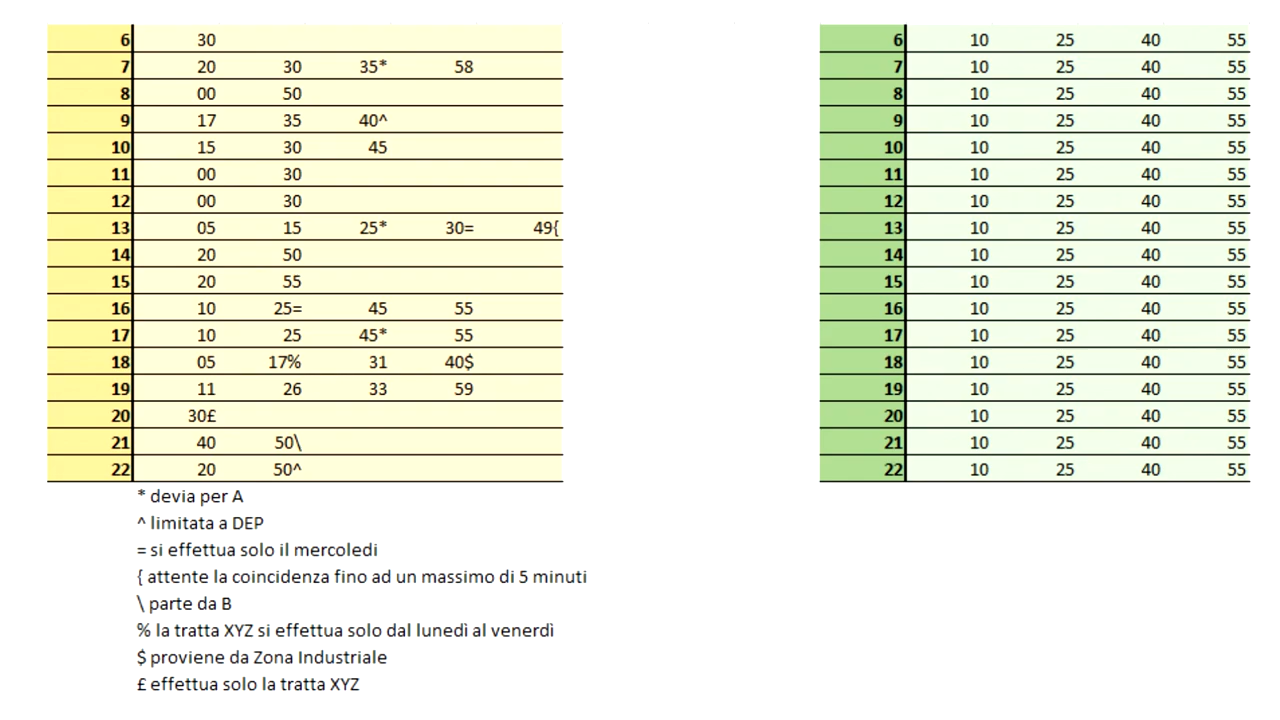 6 30
7 20 30 35* 58
8 00 50
9 17 35 40^
10 15 30 45
11 00 30
12 00 30
13 05 15 25* 30= 49{
14 20 50
15 20 55
16 10 25= 45 55
17 10 25 45* 55
18 05 17% 31 40$
19 11 26 33 59
20 30£
21 40 50\
22 20 50^
* devia per A
^ limitata a DEP
= si effettua solo il mercoledi
{ attente la coincidenza fino ad un massimo di 5 minuti
\ parte da B
% la tratta XYZ si effettua solo dal lunedì al venerdì
$ proviene da Zona Industriale
£ effettua solo la tratta XYZ
6 10 25 40 55
7 10 25 40 55
8 10 25 40 55
9 10 25 40 55
10 10 25 40 55
11 10 25 40 55
12 10 25 40 55
13 10 25 40 55
14 10 25 40 55
15 10 25 40 55
16 10 25 40 55
17 10 25 40 55
18 10 25 40 55
19 10 25 40 55
20 10 25 40 55
21 10 25 40 55
22 10 25 40 55